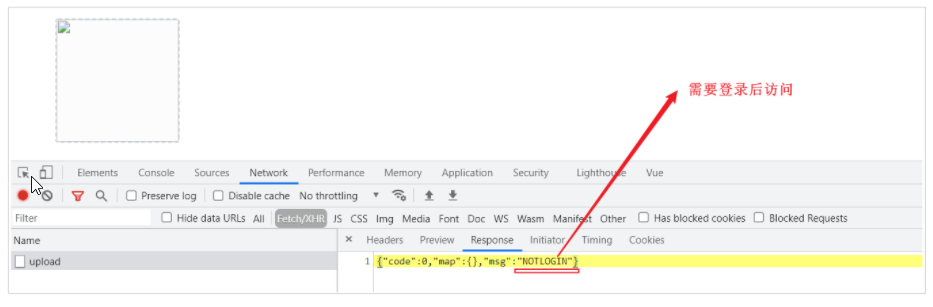 需要登录后访问
Elements Console Sources Network Performance Memory Application Security Lighthouse Vue
Preserve log Disable cache No throttling
Filter Hide data URLs All Fetch/XHR JS CSS Img Media Font Doc WS Wasm Manifest Other Has blocked cookies Blocked Requests
Name × Headers Preview Response Initiator Timing Cookies
upload 1 {"code":0,"map":{},"msg":"NOTLOGIN"}